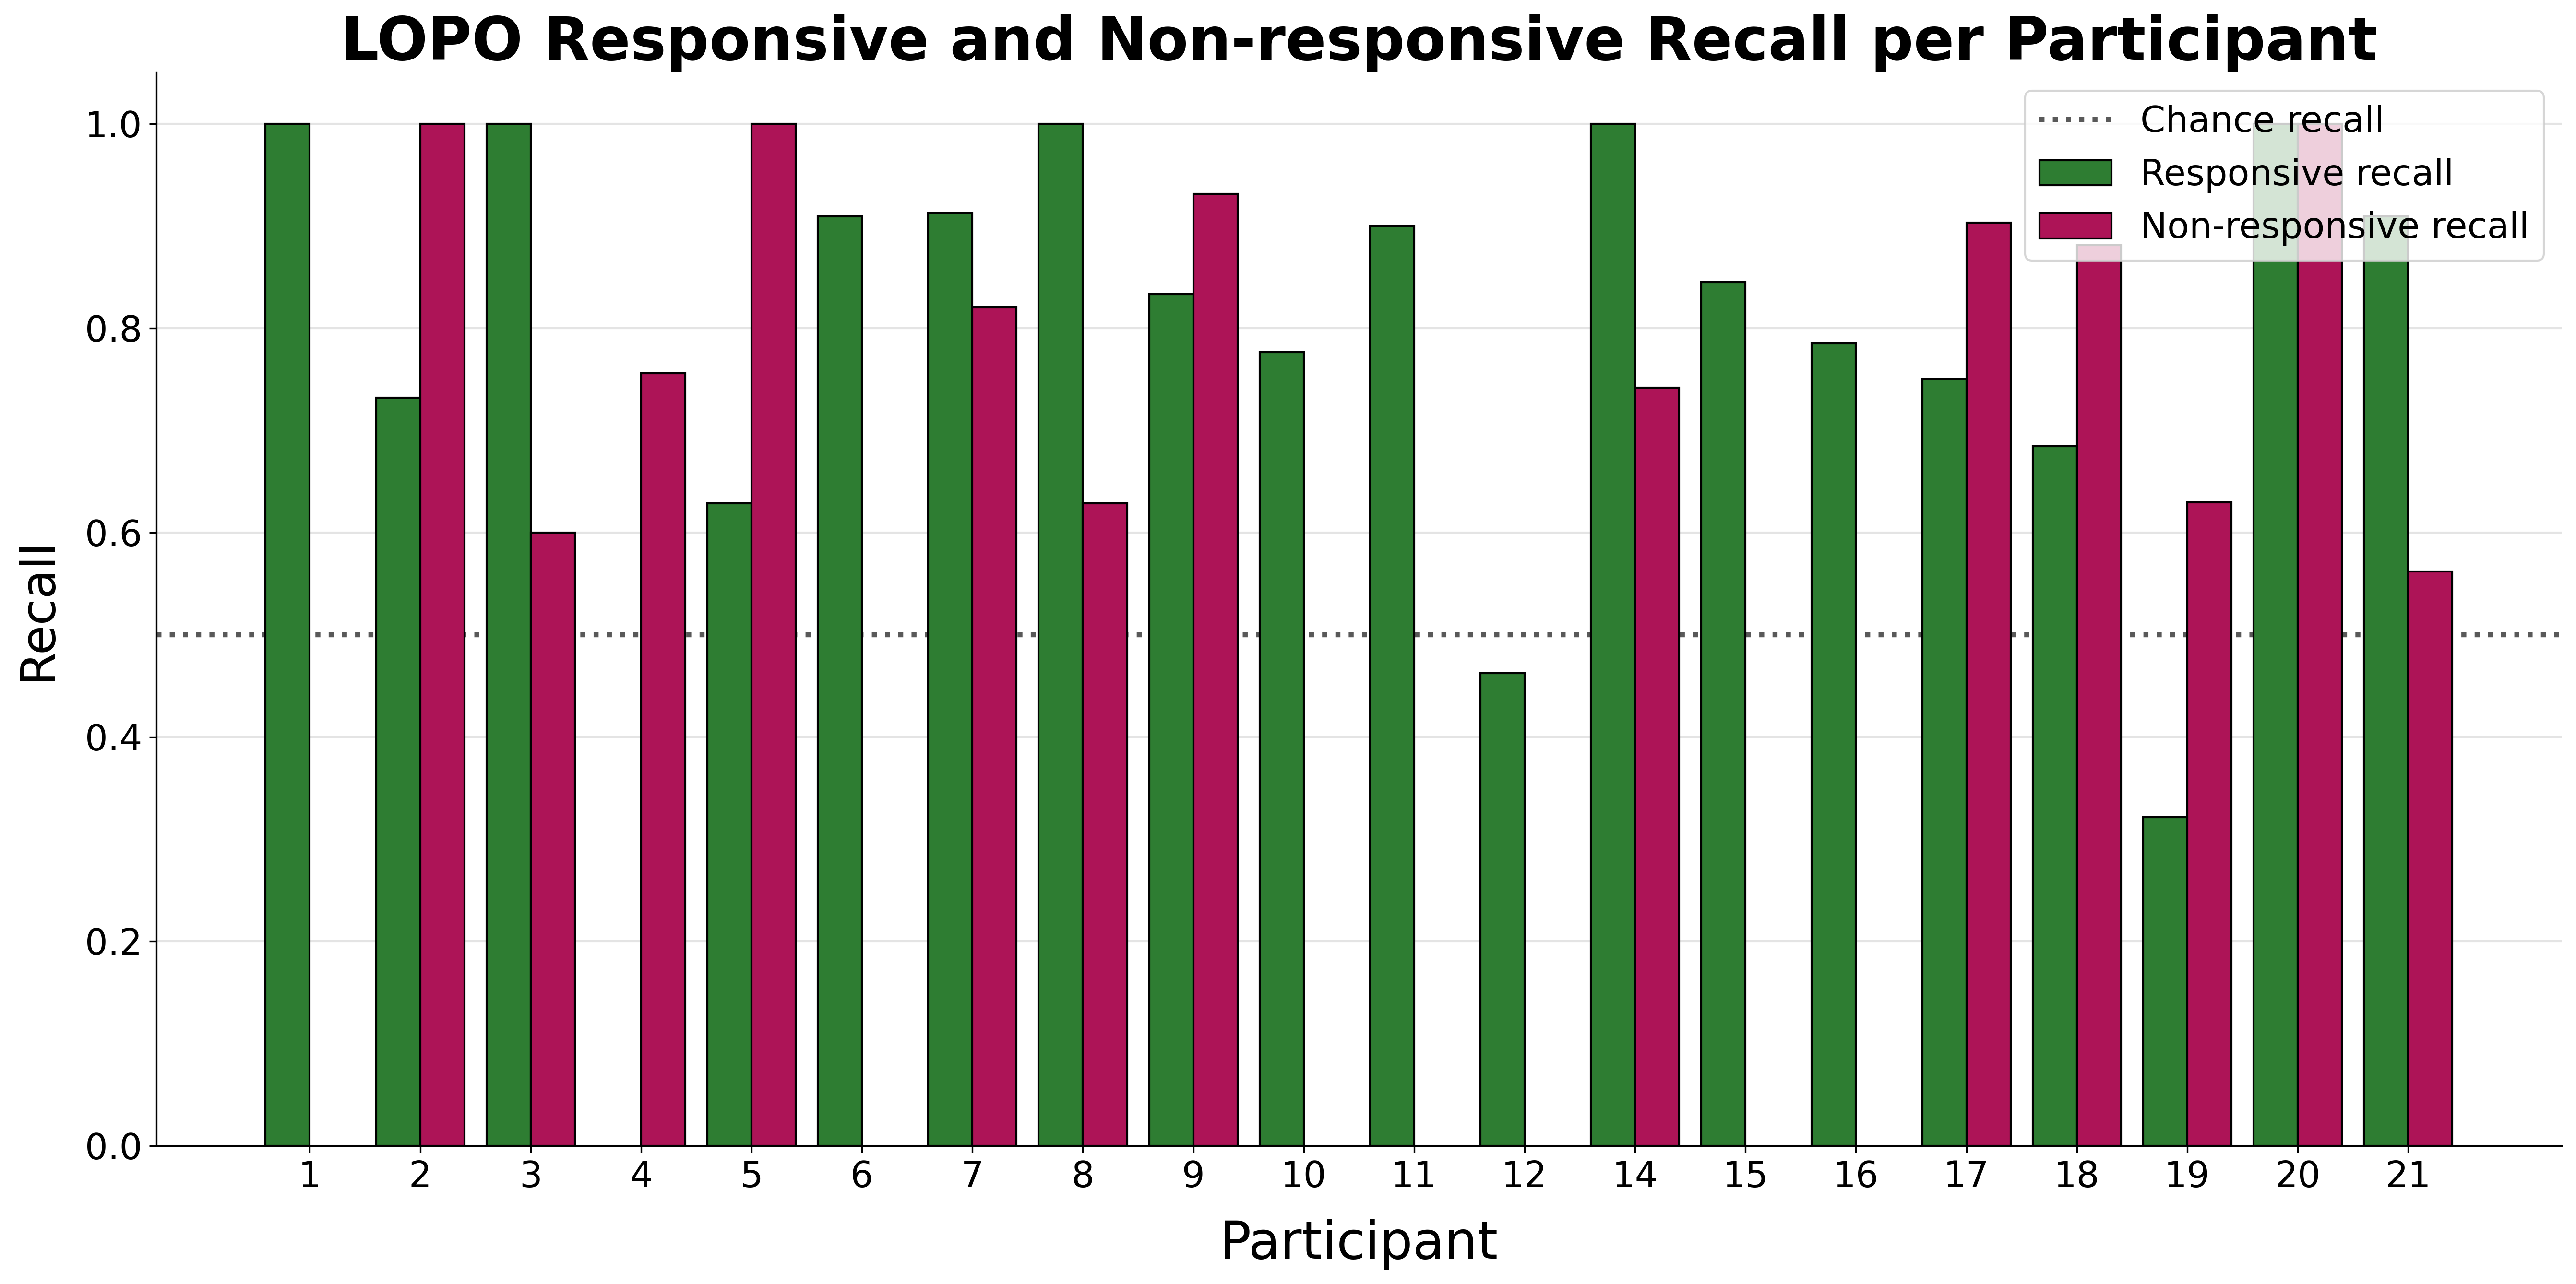 LOPO Responsive and Non-responsive Recall per Participant
Chance recall
Responsive recall
Non-responsive recall
Recall
1.0
0.8
0.6
0.4
0.2
0.0
1 2 3 4 5 6 7 8 9 10 11 12 14 15 16 17 18 19 20 21
Participant